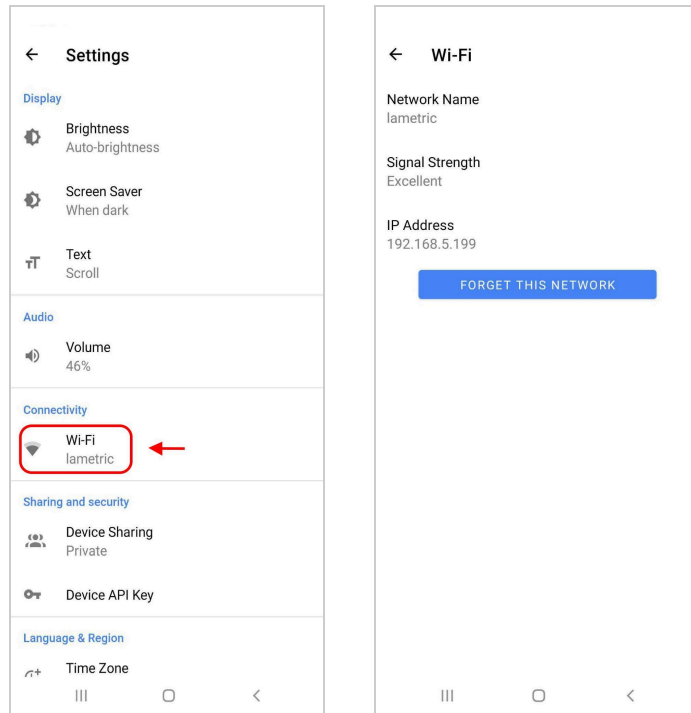 Settings
Display
Brightness
Auto-brightness
Screen Saver
When dark
Text
Scroll
Audio
Volume
46%
Connectivity
Wi-Fi
lametric
Sharing and security
Device Sharing
Private
Device API Key
Language & Region
Time Zone
Wi-Fi
Network Name
lametric
Signal Strength
Excellent
IP Address
192.168.5.199
FORGET THIS NETWORK